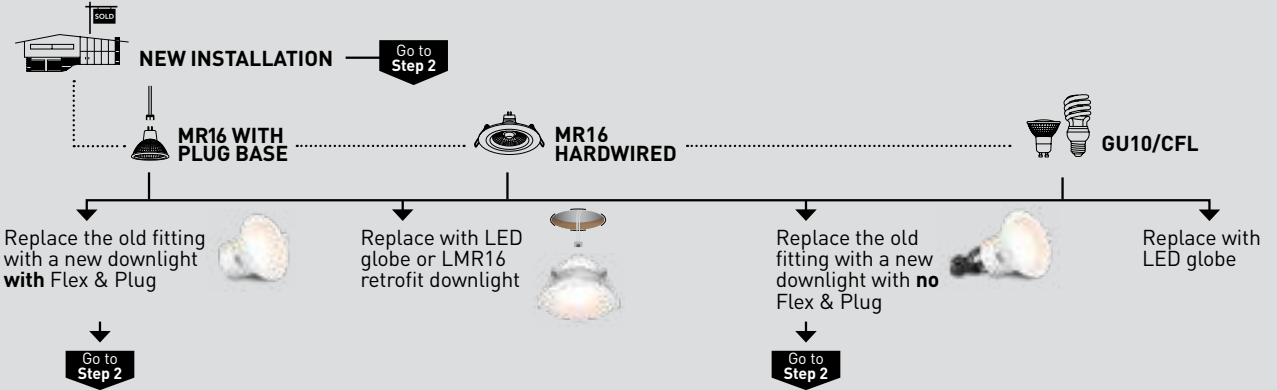 SOLD
NEW INSTALLATION
Go to
Step 2
MR16 WITH
PLUG BASE
MR16
HARDWIRED
GU10/CFL
Replace the old fitting
with a new downlight
with Flex & Plug
Replace with LED
globe or LMR16
retrofit downlight
Replace the old
fitting with a new
downlight with no
Flex & Plug
Replace with
LED globe
Go to
Step 2
Go to
Step 2